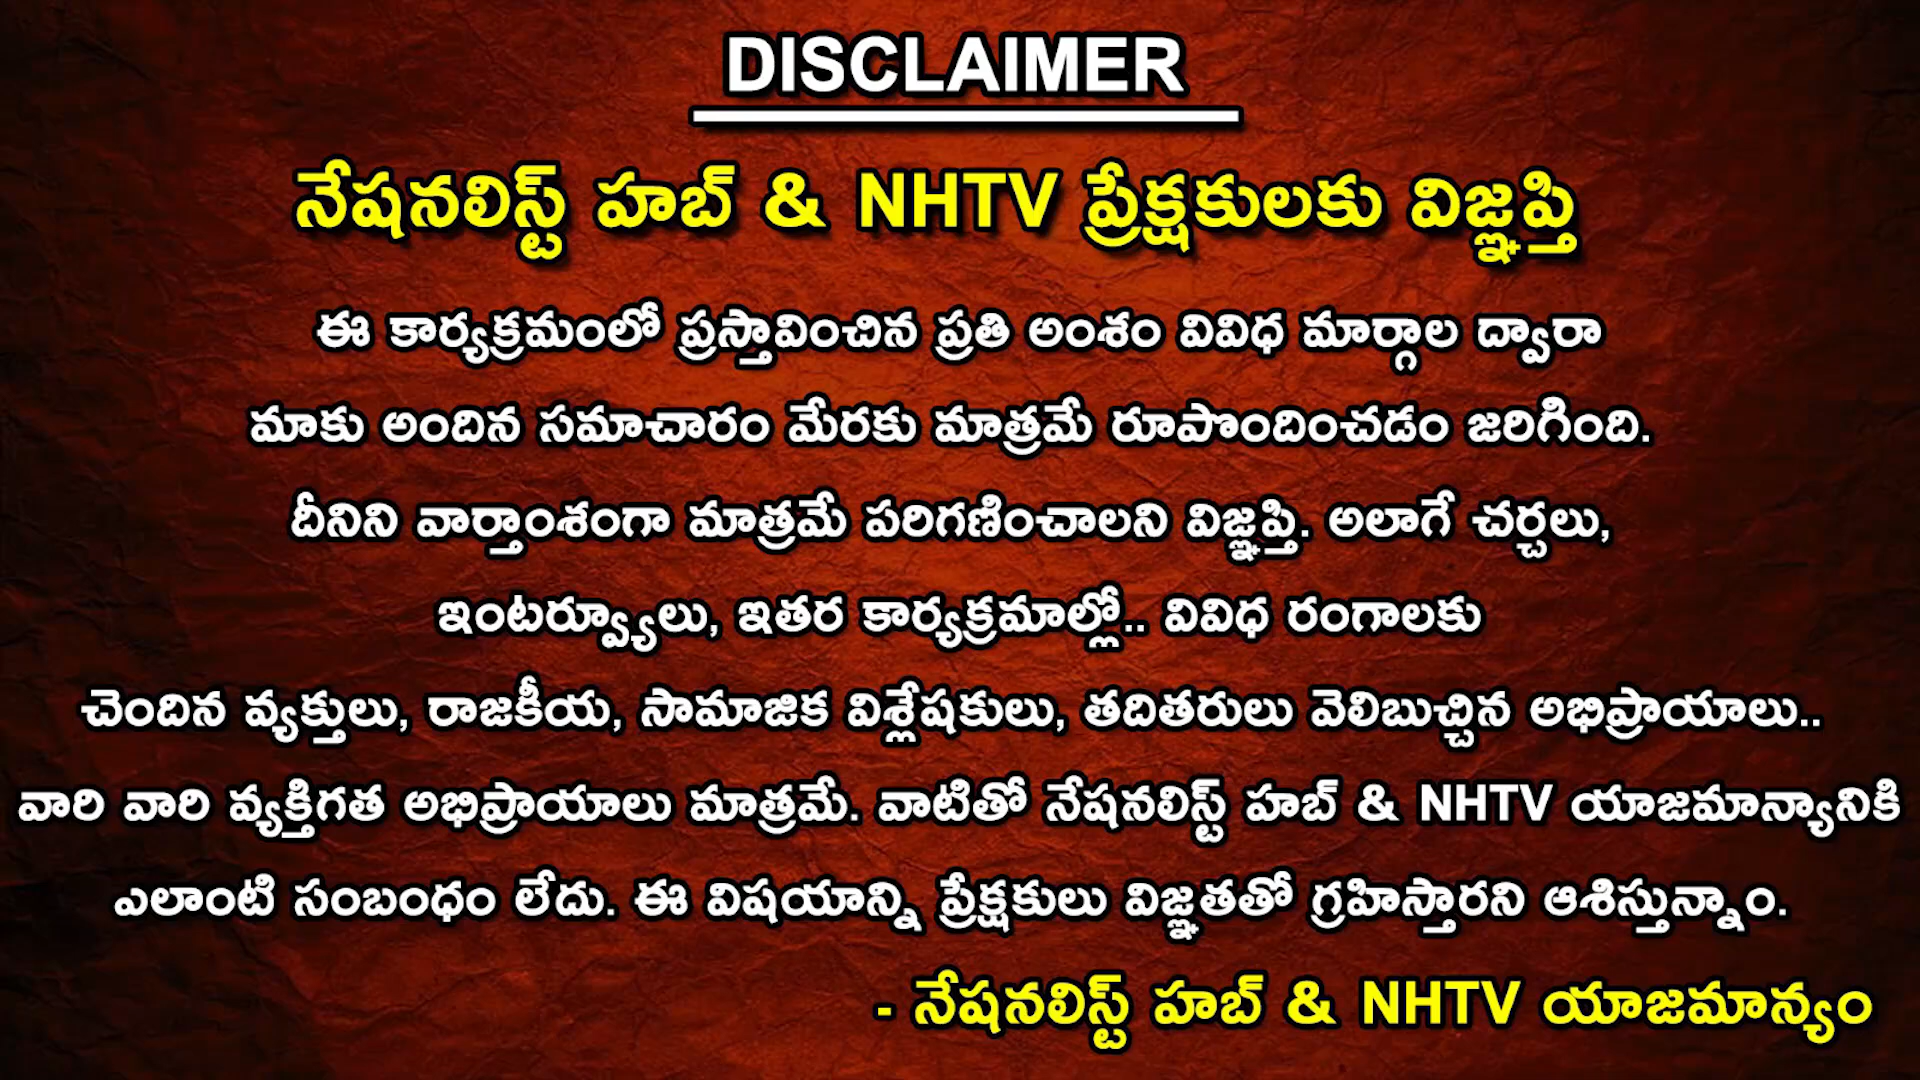 DISCLAIMER
నేషనలిస్ట్ హబ్ & NHTV ప్రేక్షకులకు విజ్ఞప్తి
ఈ కార్యక్రమంలో ప్రస్తావించిన ప్రతి అంశం వివిధ మార్గాల ద్వారా
మాకు అందిన సమాచారం మేరకు మాత్రమే రూపొందించడం జరిగింది.
దీనిని వార్తాంశంగా మాత్రమే పరిగణించాలని విజ్ఞప్తి. అలాగే చర్చలు,
ఇంటర్వ్యూలు, ఇతర కార్యక్రమాల్లో.. వివిధ రంగాలకు
చెందిన వ్యక్తులు, రాజకీయ, సామాజిక విశ్లేషకులు, తదితరులు వెలిబుచ్చిన అభిప్రాయాలు..
వారి వారి వ్యక్తిగత అభిప్రాయాలు మాత్రమే. వాటితో నేషనలిస్ట్ హబ్ & NHTV యాజమాన్యానికి
ఎలాంటి సంబంధం లేదు. ఈ విషయాన్ని ప్రేక్షకులు విజ్ఞతతో గ్రహిస్తారని ఆశిస్తున్నాం.
- నేషనలిస్ట్ హబ్ & NHTV యాజమాన్యం